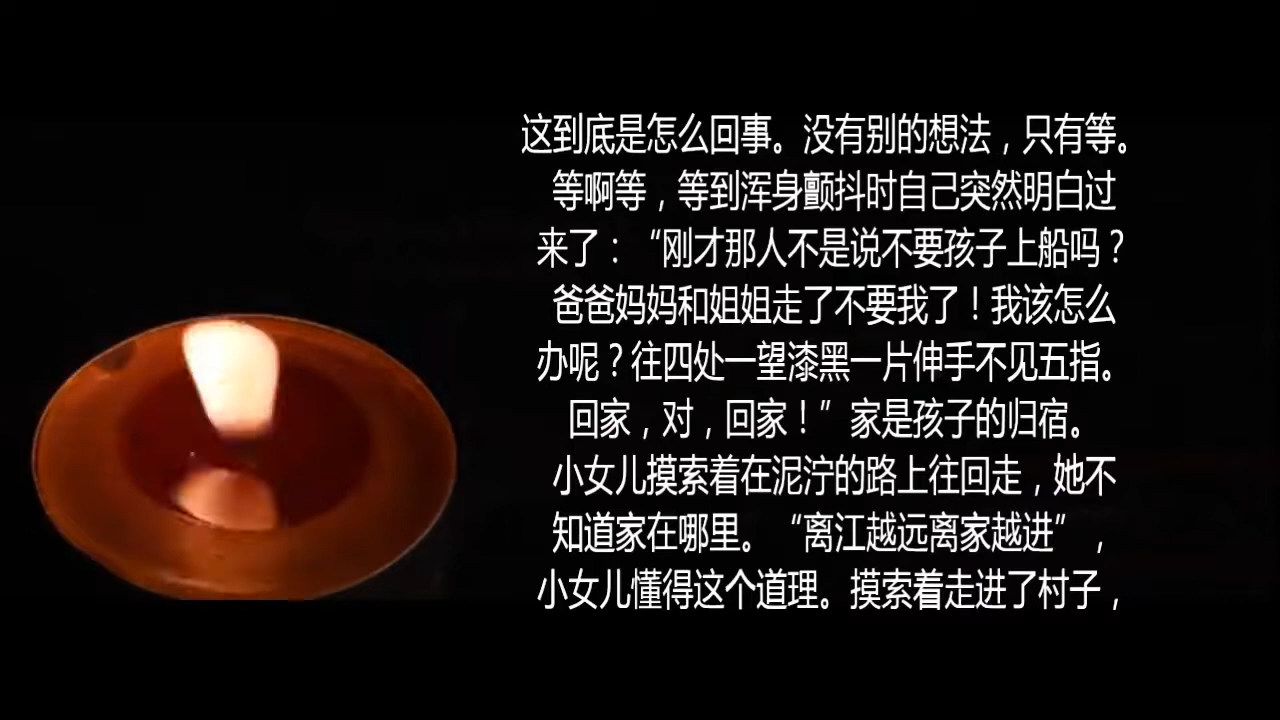 这到底是怎么回事。没有别的想法，只有等。
等啊等，等到浑身颤抖时自己突然明白过
来了：“刚才那人不是说不要孩子上船吗？
爸爸妈妈和姐姐走了不要我了！我该怎么
办呢？往四处一望漆黑一片伸手不见五指。
回家，对，回家！”家是孩子的归宿。
小女儿摸索着在泥泞的路上往回走，她不
知道家在哪里。“离江越远离家越进”，
小女儿懂得这个道理。摸索着走进了村子，